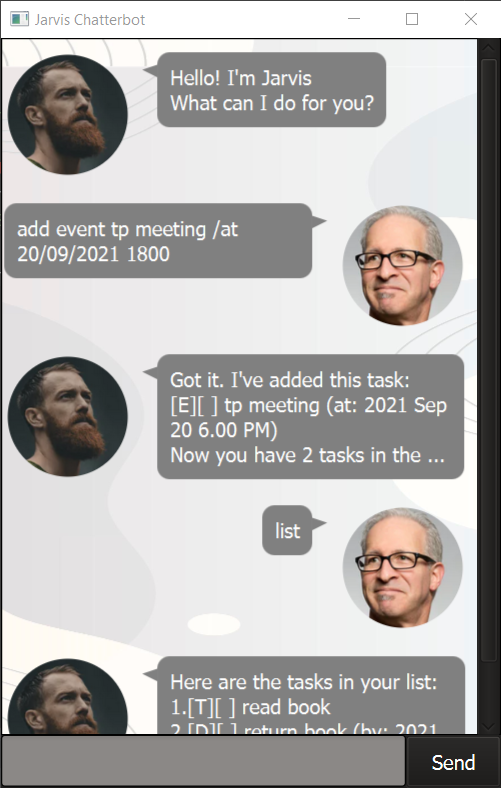 Jarvis Chatterbot
Hello! I'm Jarvis
What can I do for you?
add event tp meeting /at
20/09/2021 1800
Got it. I've added this task:
[E][ ] tp meeting (at: 2021 Sep
20 6.00 PM)
Now you have 2 tasks in the ...
list
Here are the tasks in your list:
1.[T][ ] read book
2.[D][ ] return book (by: 2021
Send